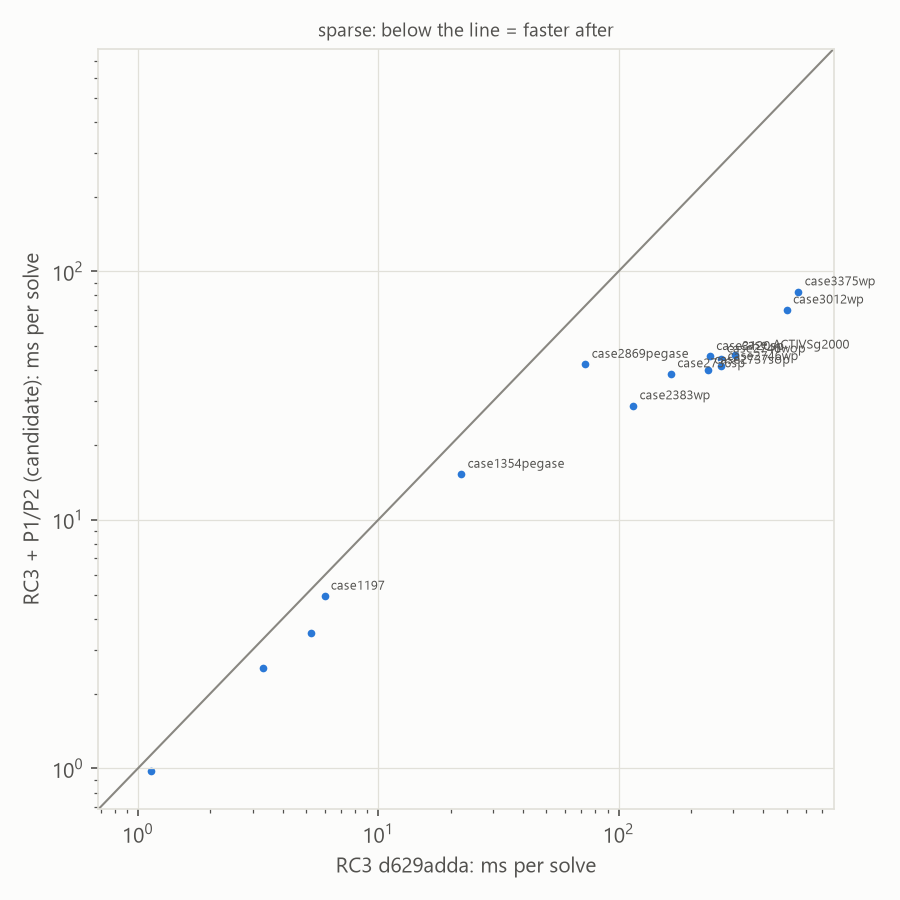 sparse: below the line = faster after
RC3 + P1/P2 (candidate): ms per solve
10²
10¹
10⁰
case3375wp
case3012wp
case2869pegase
case2383wp
case1354pegase
case1197
10⁰
10¹
10²
RC3 d629adda: ms per solve